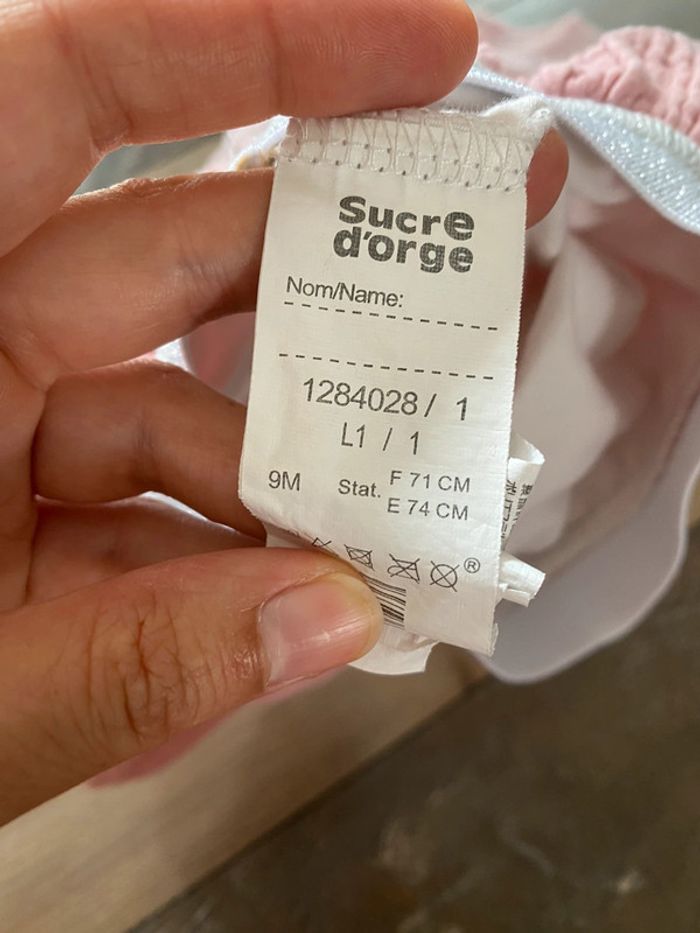 Sucre
d'orge
Nom/Name:
1284028 / 1
L1 / 1
9M Stat. F 71 CM
E 74 CM
®